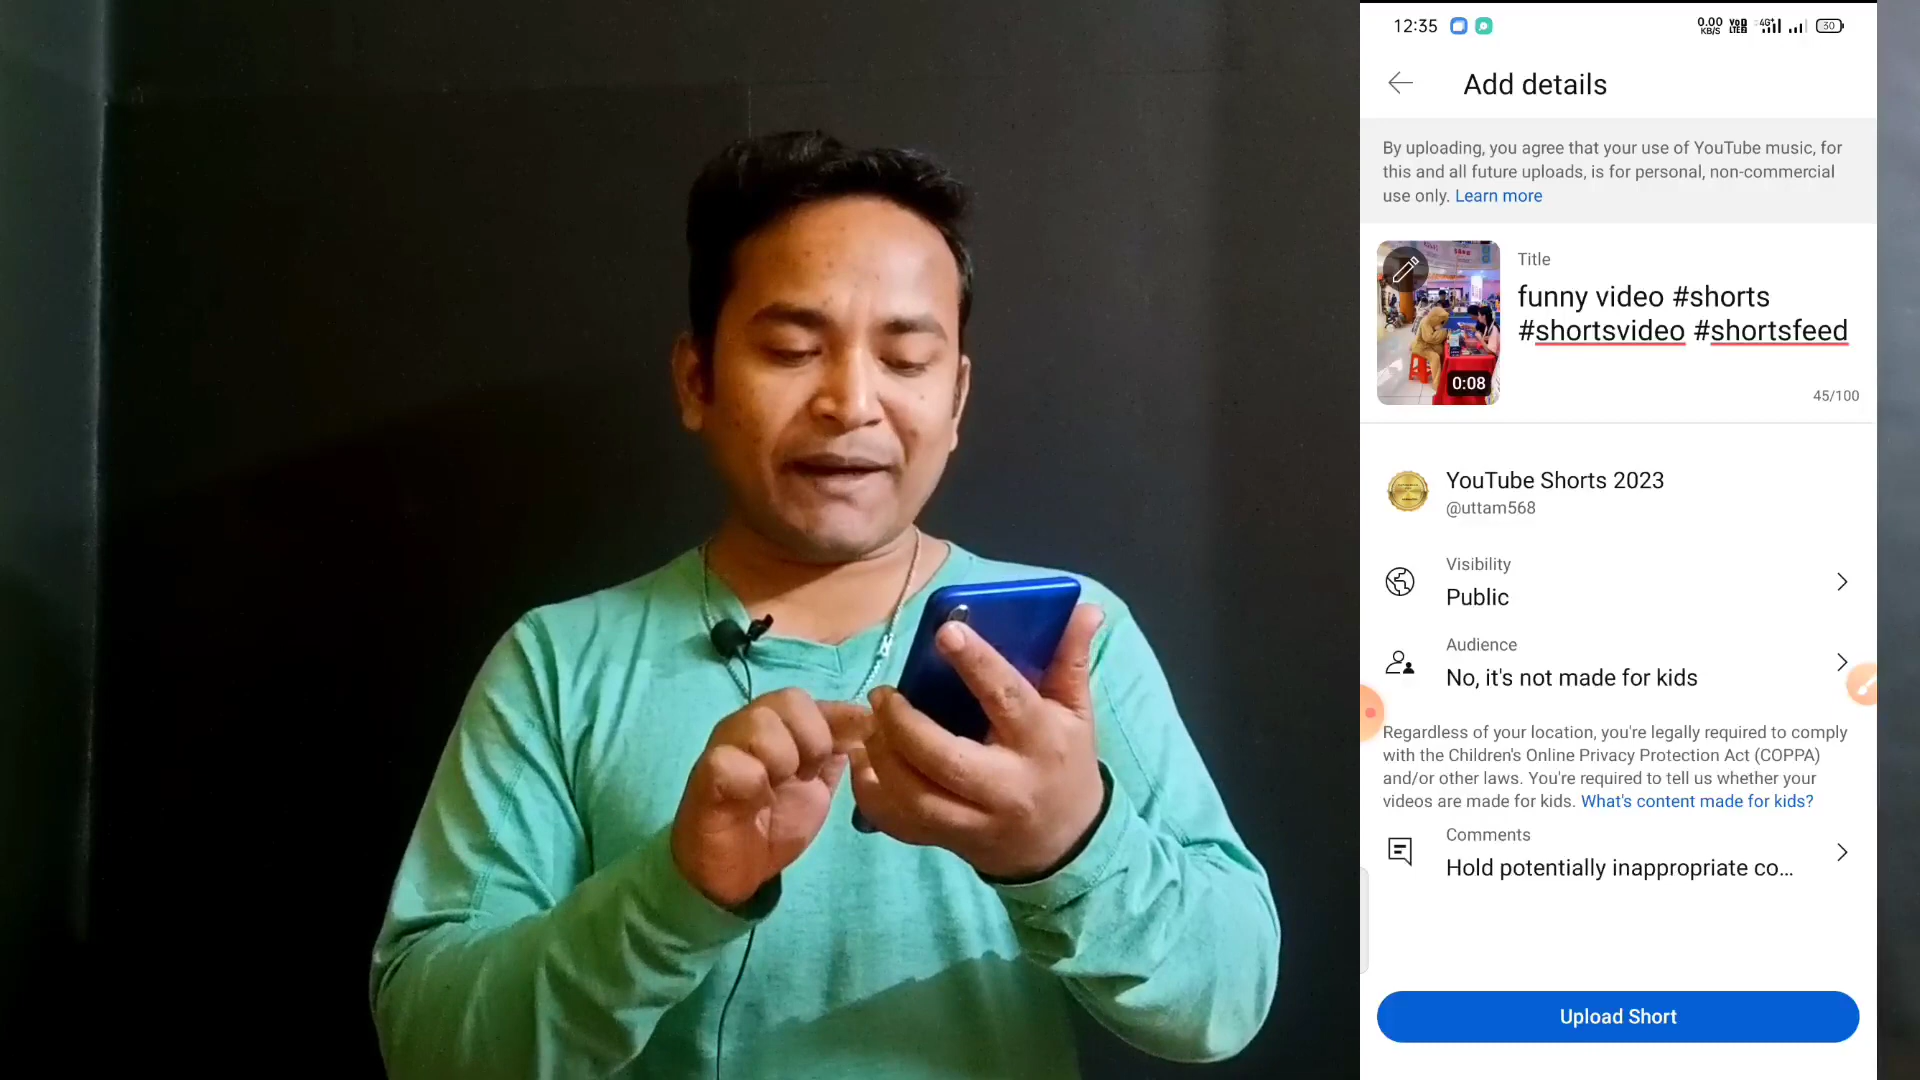 12:35
0.00 KB/S
4G+
30
Add details
By uploading, you agree that your use of YouTube music, for
this and all future uploads, is for personal, non-commercial
use only. Learn more
Title
funny video #shorts
#shortsvideo #shortsfeed
0:08
45/100
YouTube Shorts 2023
@uttam568
Visibility
Public
Audience
No, it's not made for kids
Regardless of your location, you're legally required to comply
with the Children's Online Privacy Protection Act (COPPA)
and/or other laws. You're required to tell us whether your
videos are made for kids. What's content made for kids?
Comments
Hold potentially inappropriate co...
Upload Short